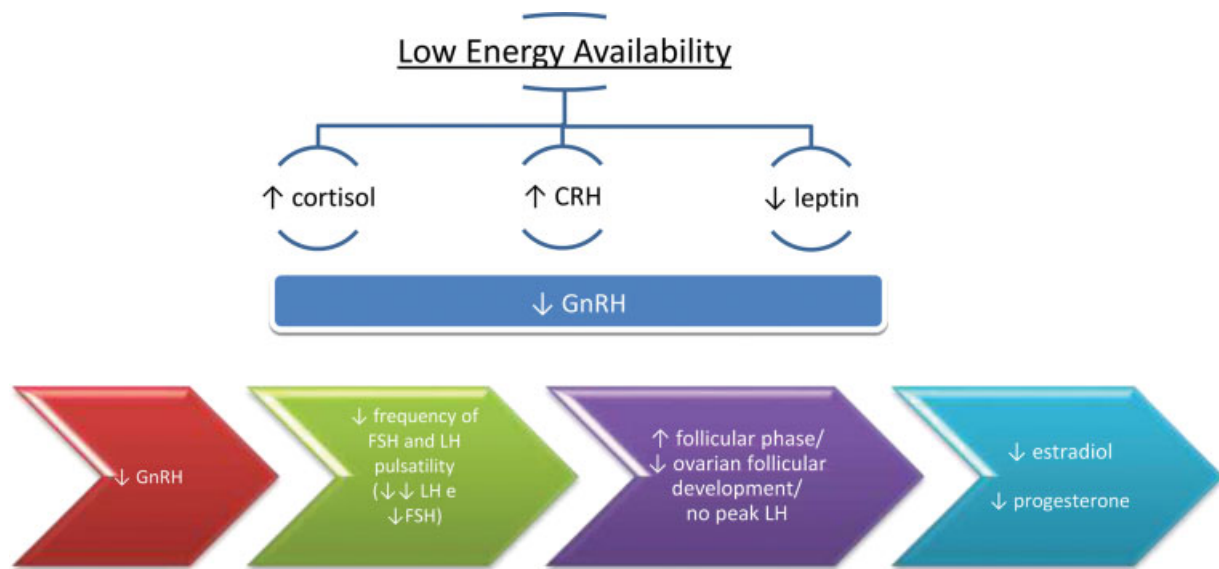 Low Energy Availability
↑ cortisol
↑ CRH
↓ leptin
↓ GnRH
↓ GnRH
↓ frequency of
FSH and LH
pulsatility
(↓↓ LH e
↓FSH)
↑ follicular phase/
↓ ovarian follicular
development/
no peak LH
↓ estradiol
↓ progesterone